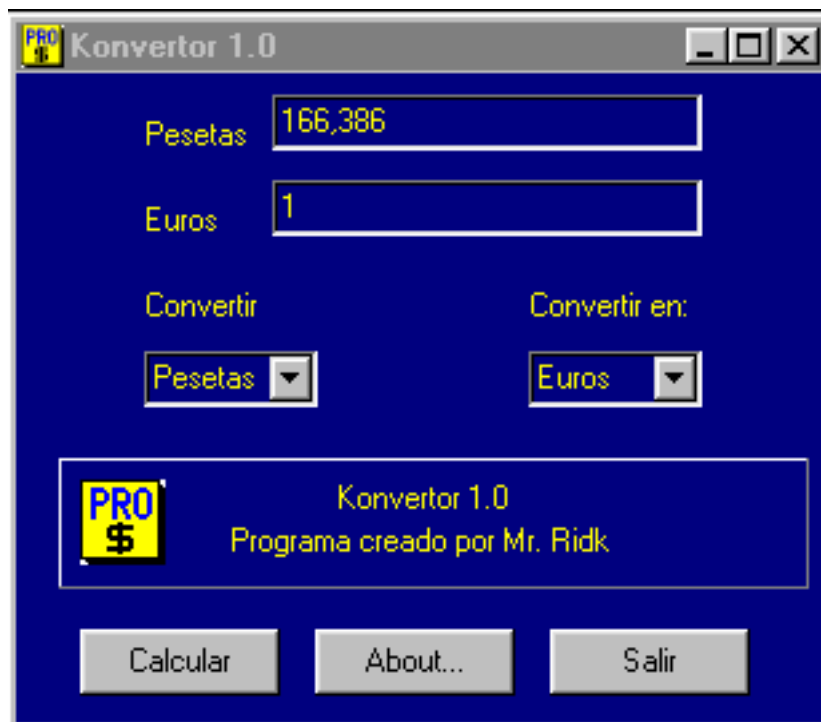 PRO $ Konvertor 1.0
Pesetas 166,386
Euros 1
Convertir Convertir en:
Pesetas Euros
PRO
$
Konvertor 1.0
Programa creado por Mr. Ridk
Calcular About... Salir